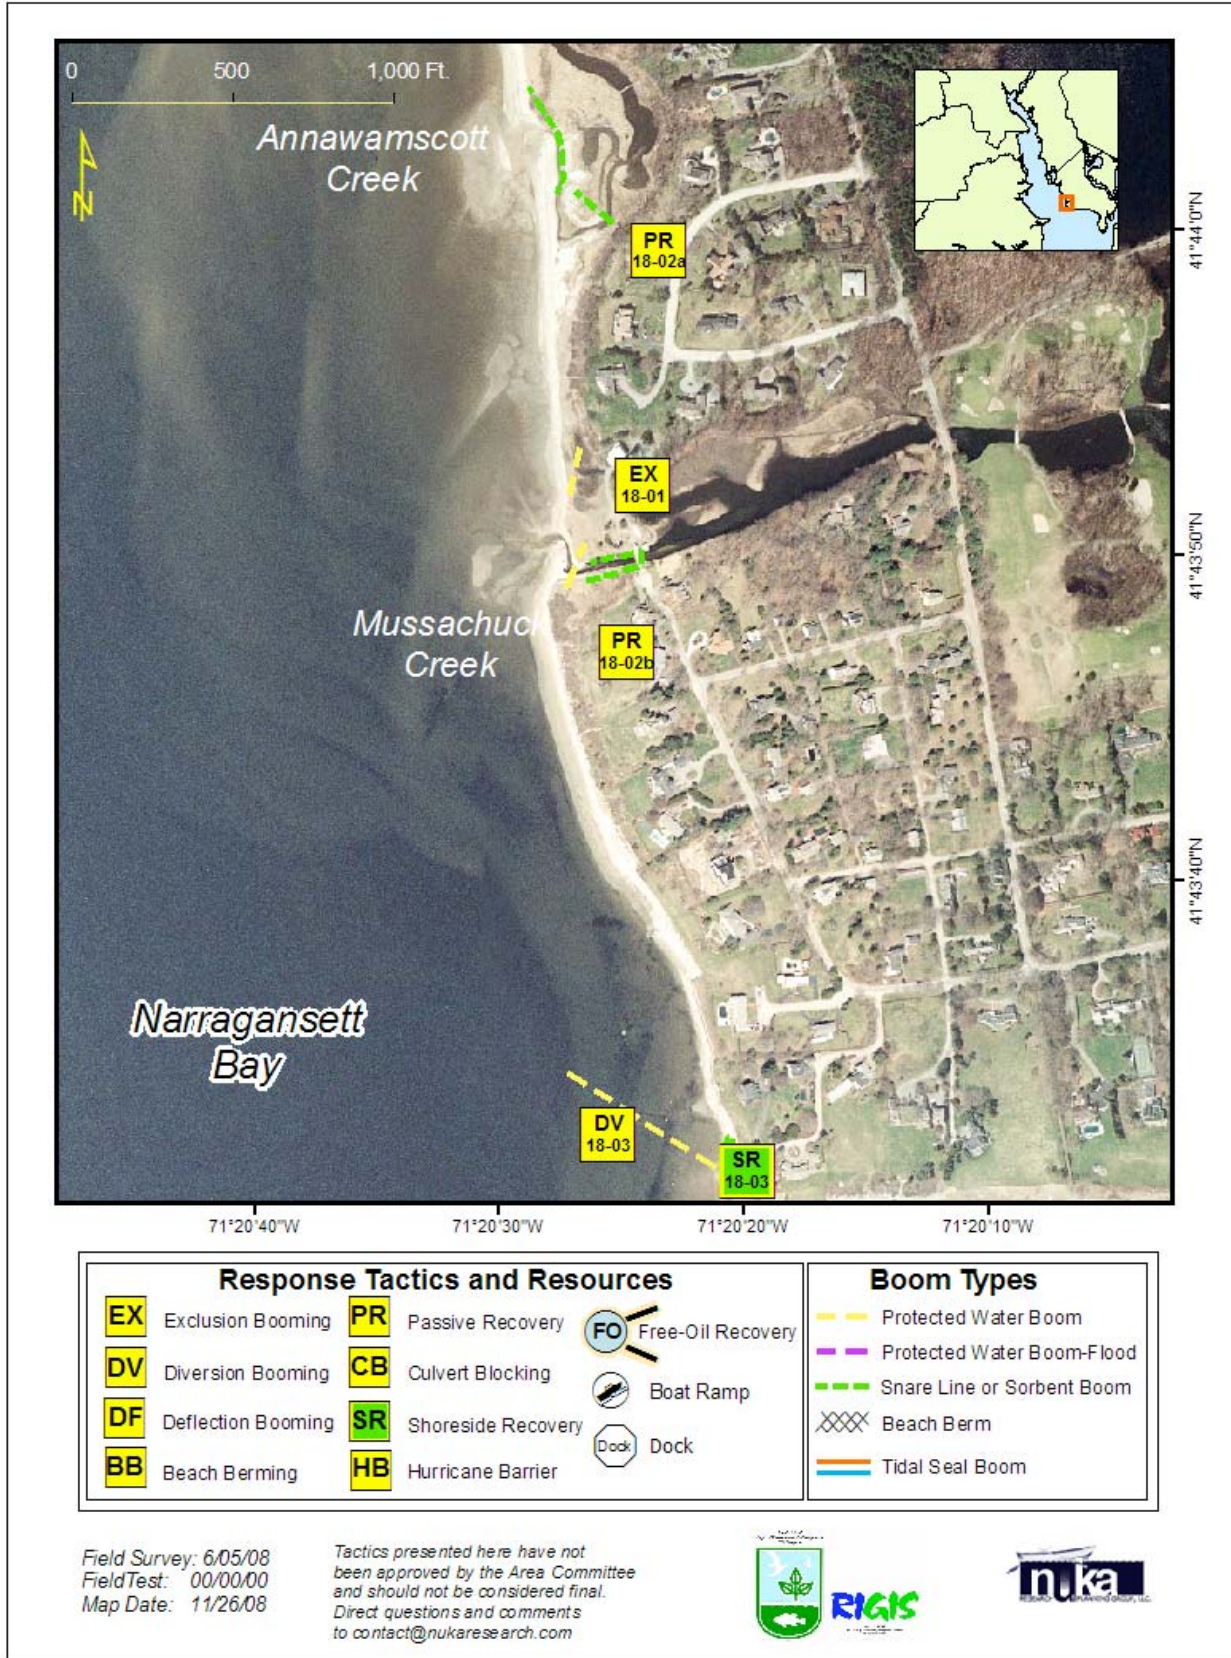 0 500 1,000 Ft.
Annawamscott
Creek
N
PR
18-02a
41°44'0"N
EX
18-01
41°43'50"N
Mussachuck
Creek
PR
18-02b
41°43'40"N
Narragansett
Bay
DV
18-03
SR
18-03
71°20'40"W 71°20'30"W 71°20'20"W 71°20'10"W
Response Tactics and Resources
EX Exclusion Booming
DV Diversion Booming
DF Deflection Booming
BB Beach Berming
PR Passive Recovery
CB Culvert Blocking
SR Shoreside Recovery
HB Hurricane Barrier
FO Free-Oil Recovery
Boat Ramp
Dock Dock
Boom Types
Protected Water Boom
Protected Water Boom-Flood
Snare Line or Sorbent Boom
Beach Berm
Tidal Seal Boom
Field Survey: 6/05/08
FieldTest: 00/00/00
Map Date: 11/26/08
Tactics presented here have not
been approved by the Area Committee
and should not be considered final.
Direct questions and comments
to contact@nukaresearch.com
RIGIS
nuka